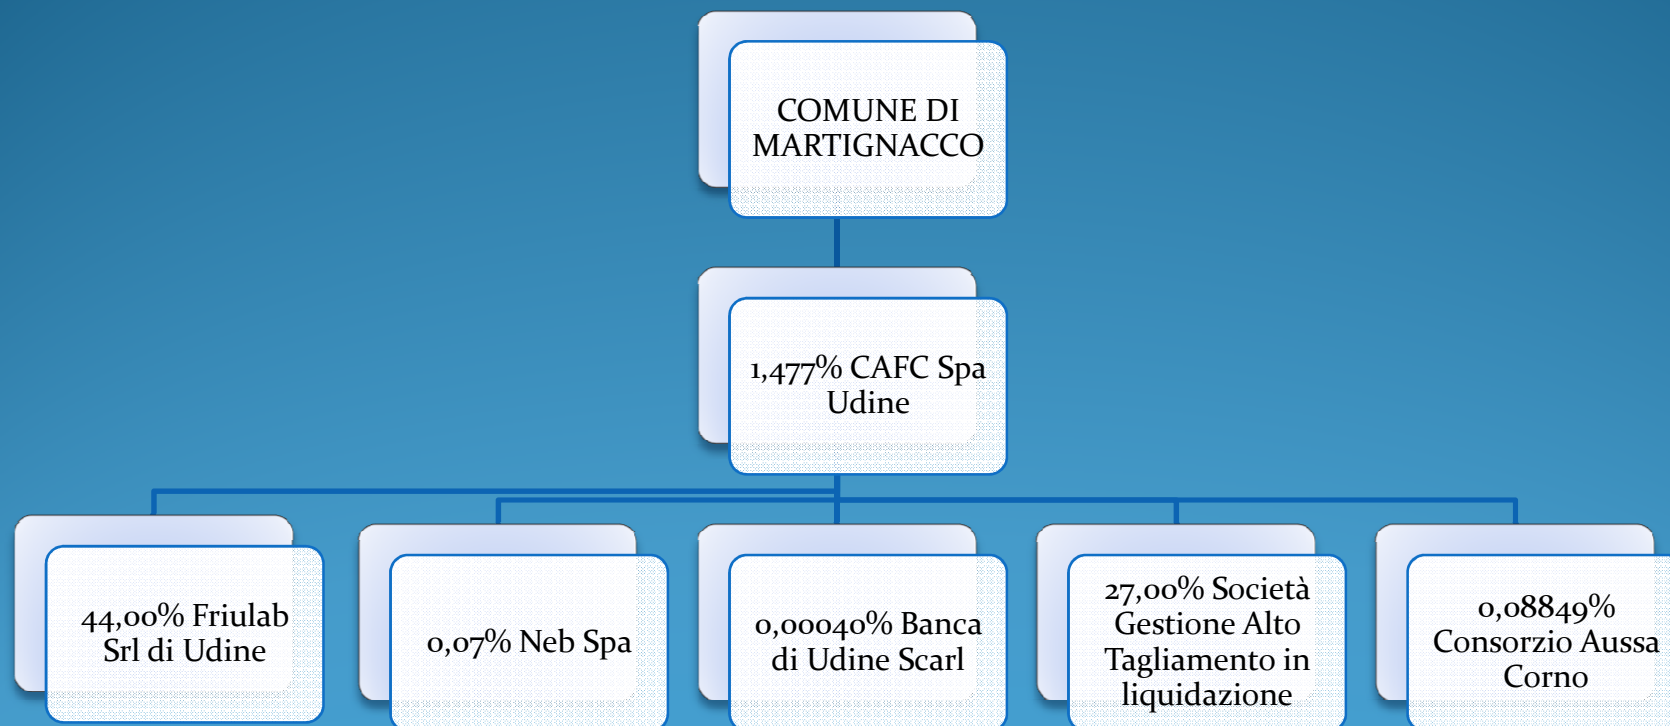 COMUNE DI
MARTIGNACCO
1,477% CAFC Spa
Udine
44,00% Friulab
Srl di Udine
0,07% Neb Spa
0,00040% Banca
di Udine Scarl
27,00% Società
Gestione Alto
Tagliamento in
liquidazione
0,08849%
Consorzio Aussa
Corno